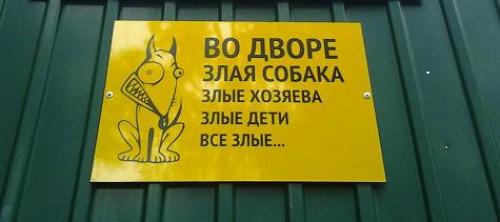 ВО ДВОРЕ
ЗЛАЯ СОБАКА
ЗЛЫЕ ХОЗЯЕВА
ЗЛЫЕ ДЕТИ
ВСЕ ЗЛЫЕ...